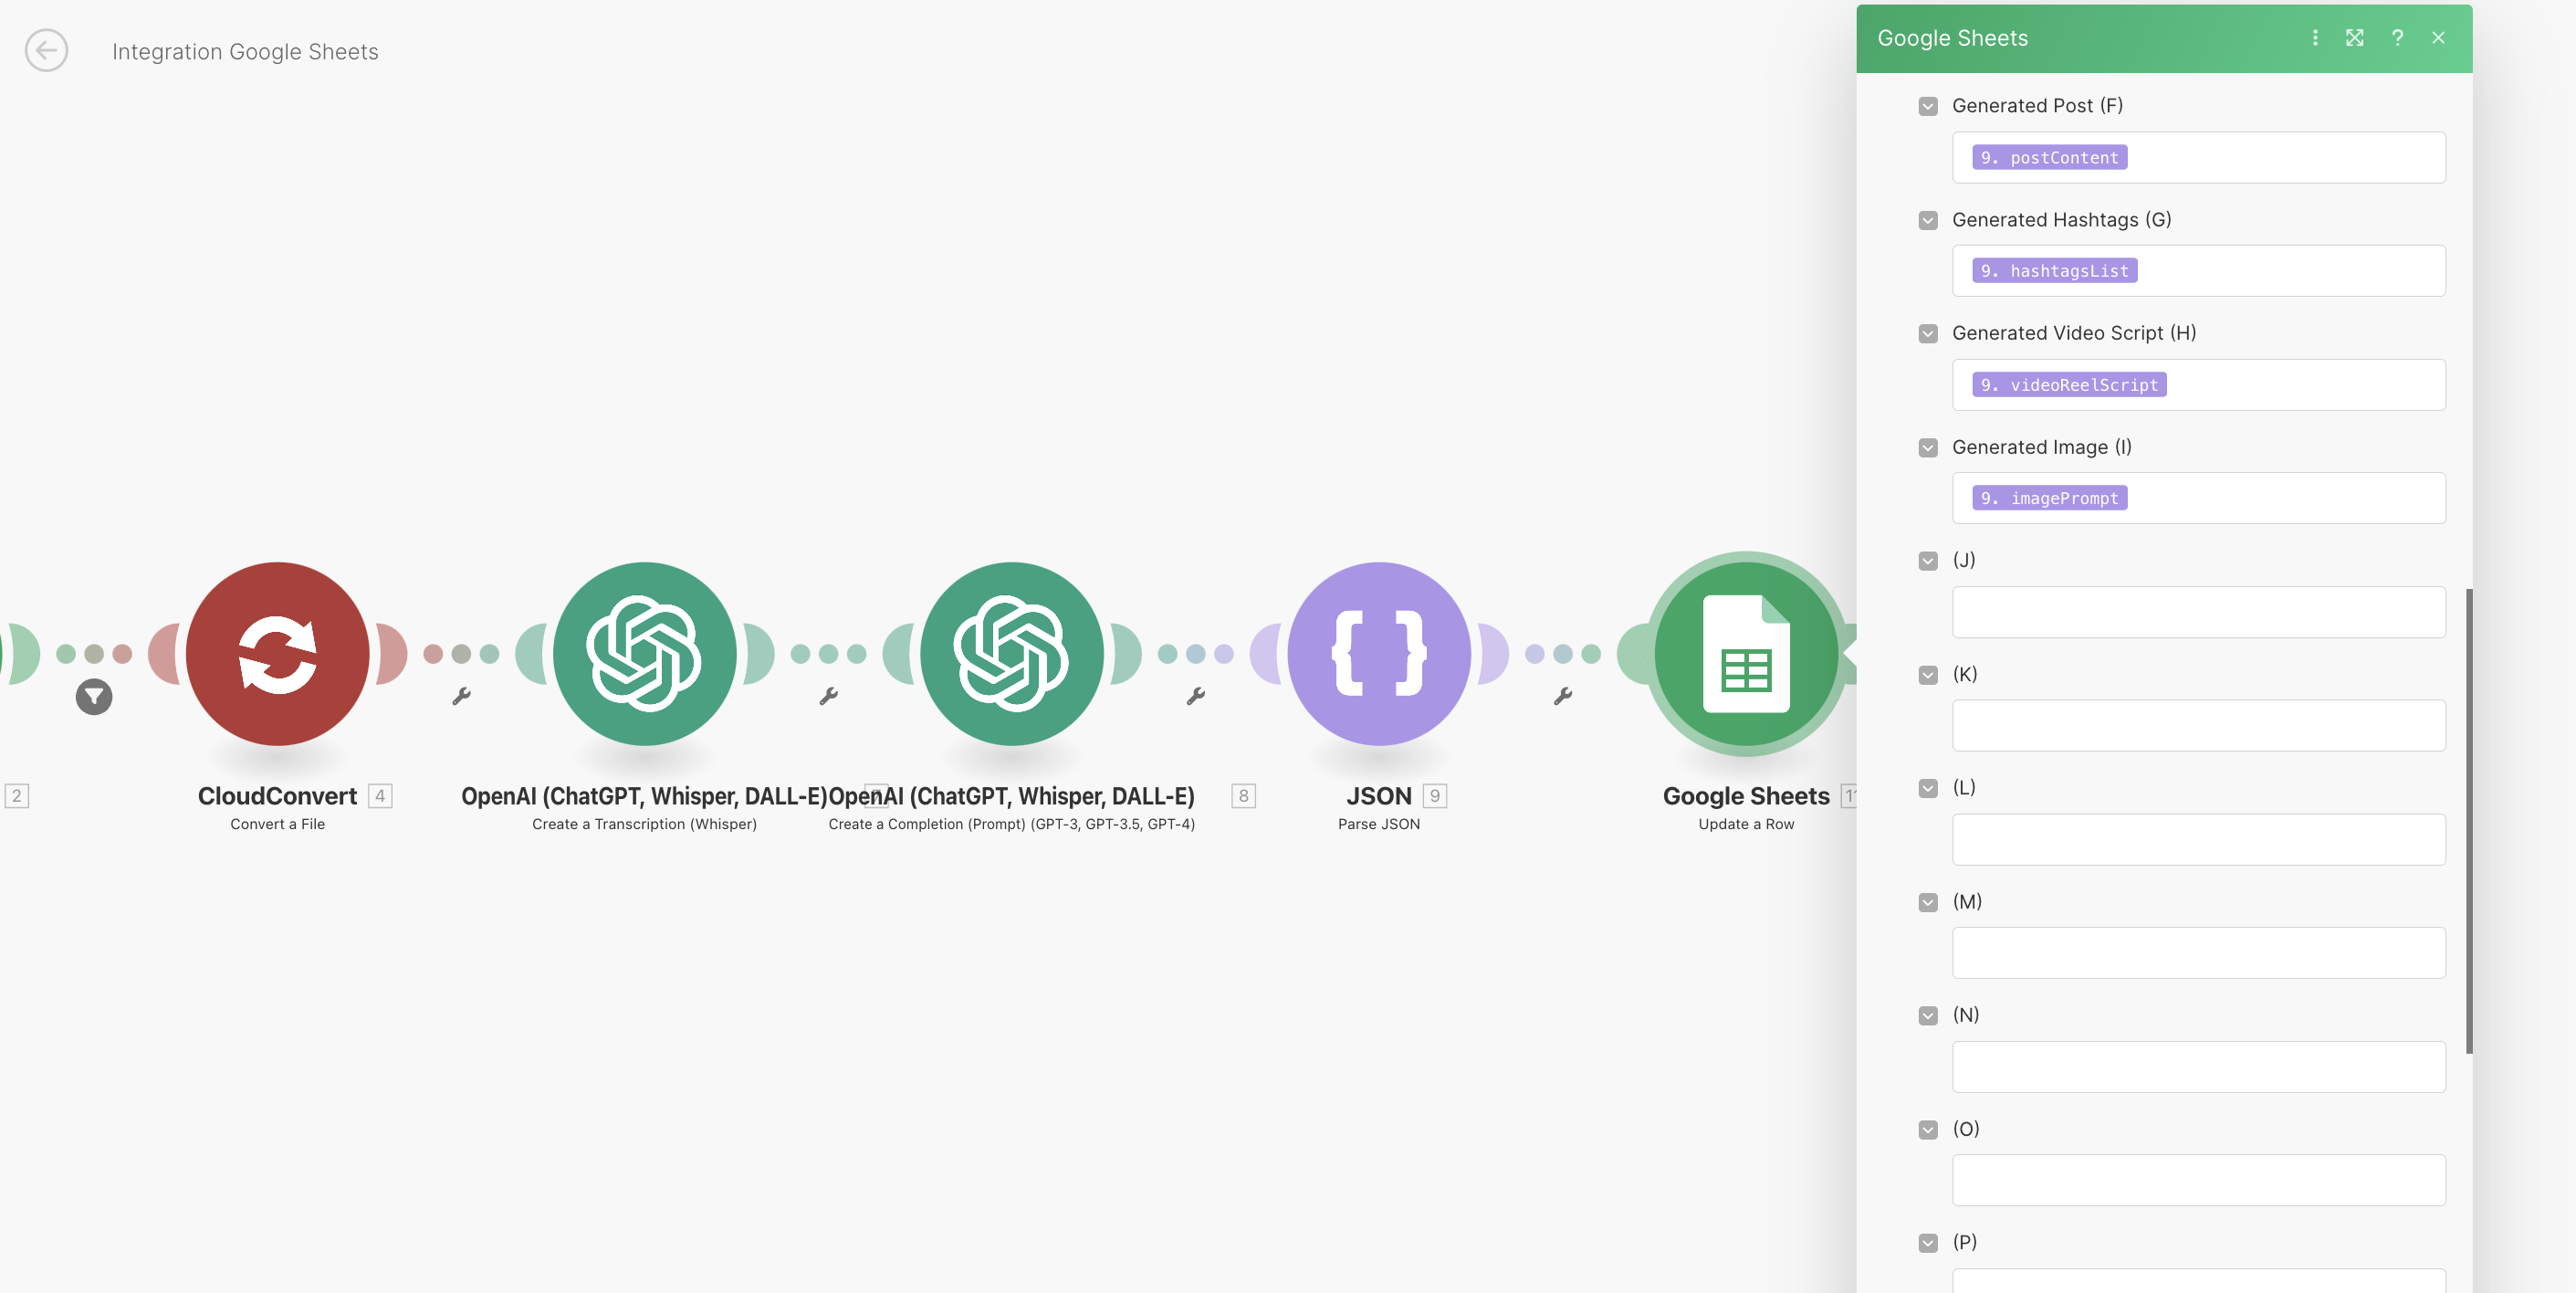 Integration Google Sheets
Google Sheets
?
Generated Post (F)
9. postContent
Generated Hashtags (G)
9. hashtagsList
Generated Video Script (H)
9. videoReelScript
Generated Image (I)
9. imagePrompt
(J)
(K)
(L)
(M)
(N)
(O)
(P)
2
CloudConvert 4
Convert a File
OpenAI (ChatGPT, Whisper, DALL-E)
Create a Transcription (Whisper)
OpenAI (ChatGPT, Whisper, DALL-E) 8
Create a Completion (Prompt) (GPT-3, GPT-3.5, GPT-4)
JSON 9
Parse JSON
Google Sheets 11
Update a Row